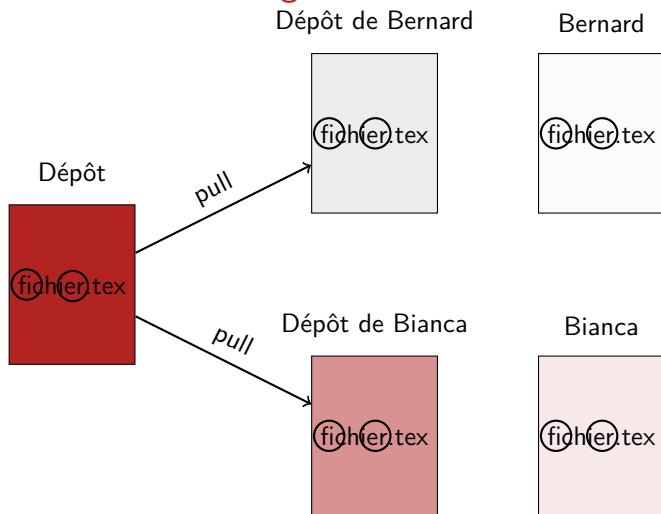 Dépôt de Bernard
Bernard
fichier.tex
fichier.tex
Dépôt
pull
fichier.tex
pull
Dépôt de Bianca
Bianca
fichier.tex
fichier.tex